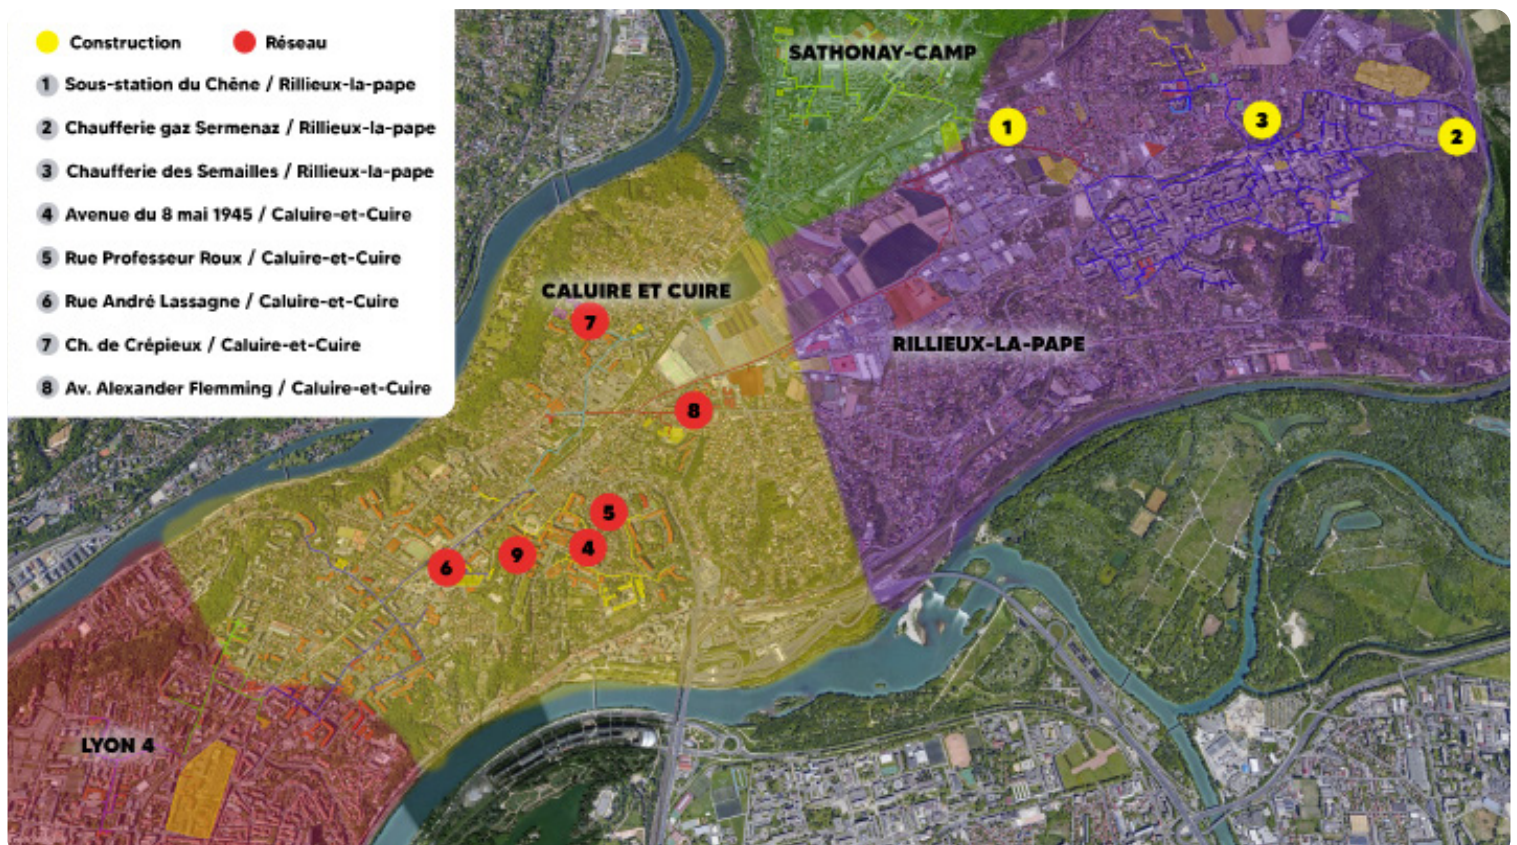 Construction Réseau
1 Sous-station du Chêne / Rillieux-la-pape
2 Chaufferie gaz Sermenaz / Rillieux-la-pape
3 Chaufferie des Semailles / Rillieux-la-pape
4 Avenue du 8 mai 1945 / Caluire-et-Cuire
5 Rue Professeur Roux / Caluire-et-Cuire
6 Rue André Lassagne / Caluire-et-Cuire
7 Ch. de Crépieux / Caluire-et-Cuire
8 Av. Alexander Flemming / Caluire-et-Cuire
SATHONAY-CAMP
1
3
2
CALUIRE ET CUIRE
7
RILLIEUX-LA-PAPE
8
5
4
9
6
LYON 4